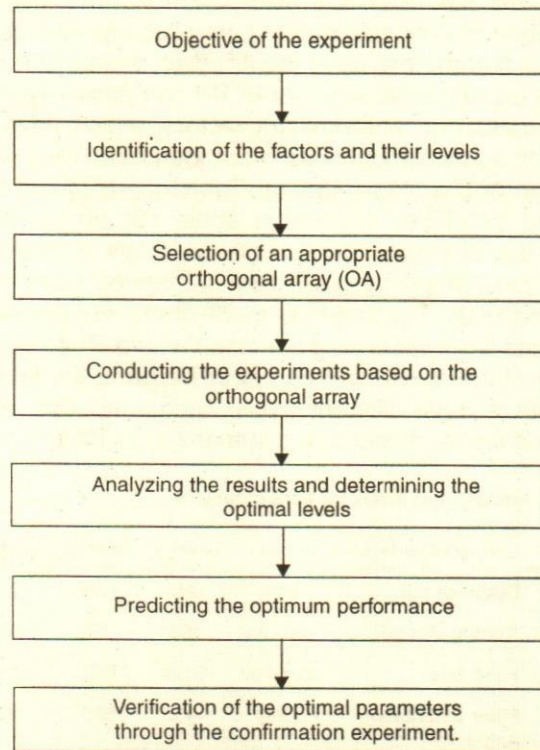 Objective of the experiment
Identification of the factors and their levels
Selection of an appropriate
orthogonal array (OA)
Conducting the experiments based on the
orthogonal array
Analyzing the results and determining the
optimal levels
Predicting the optimum performance
Verification of the optimal parameters
through the confirmation experiment.